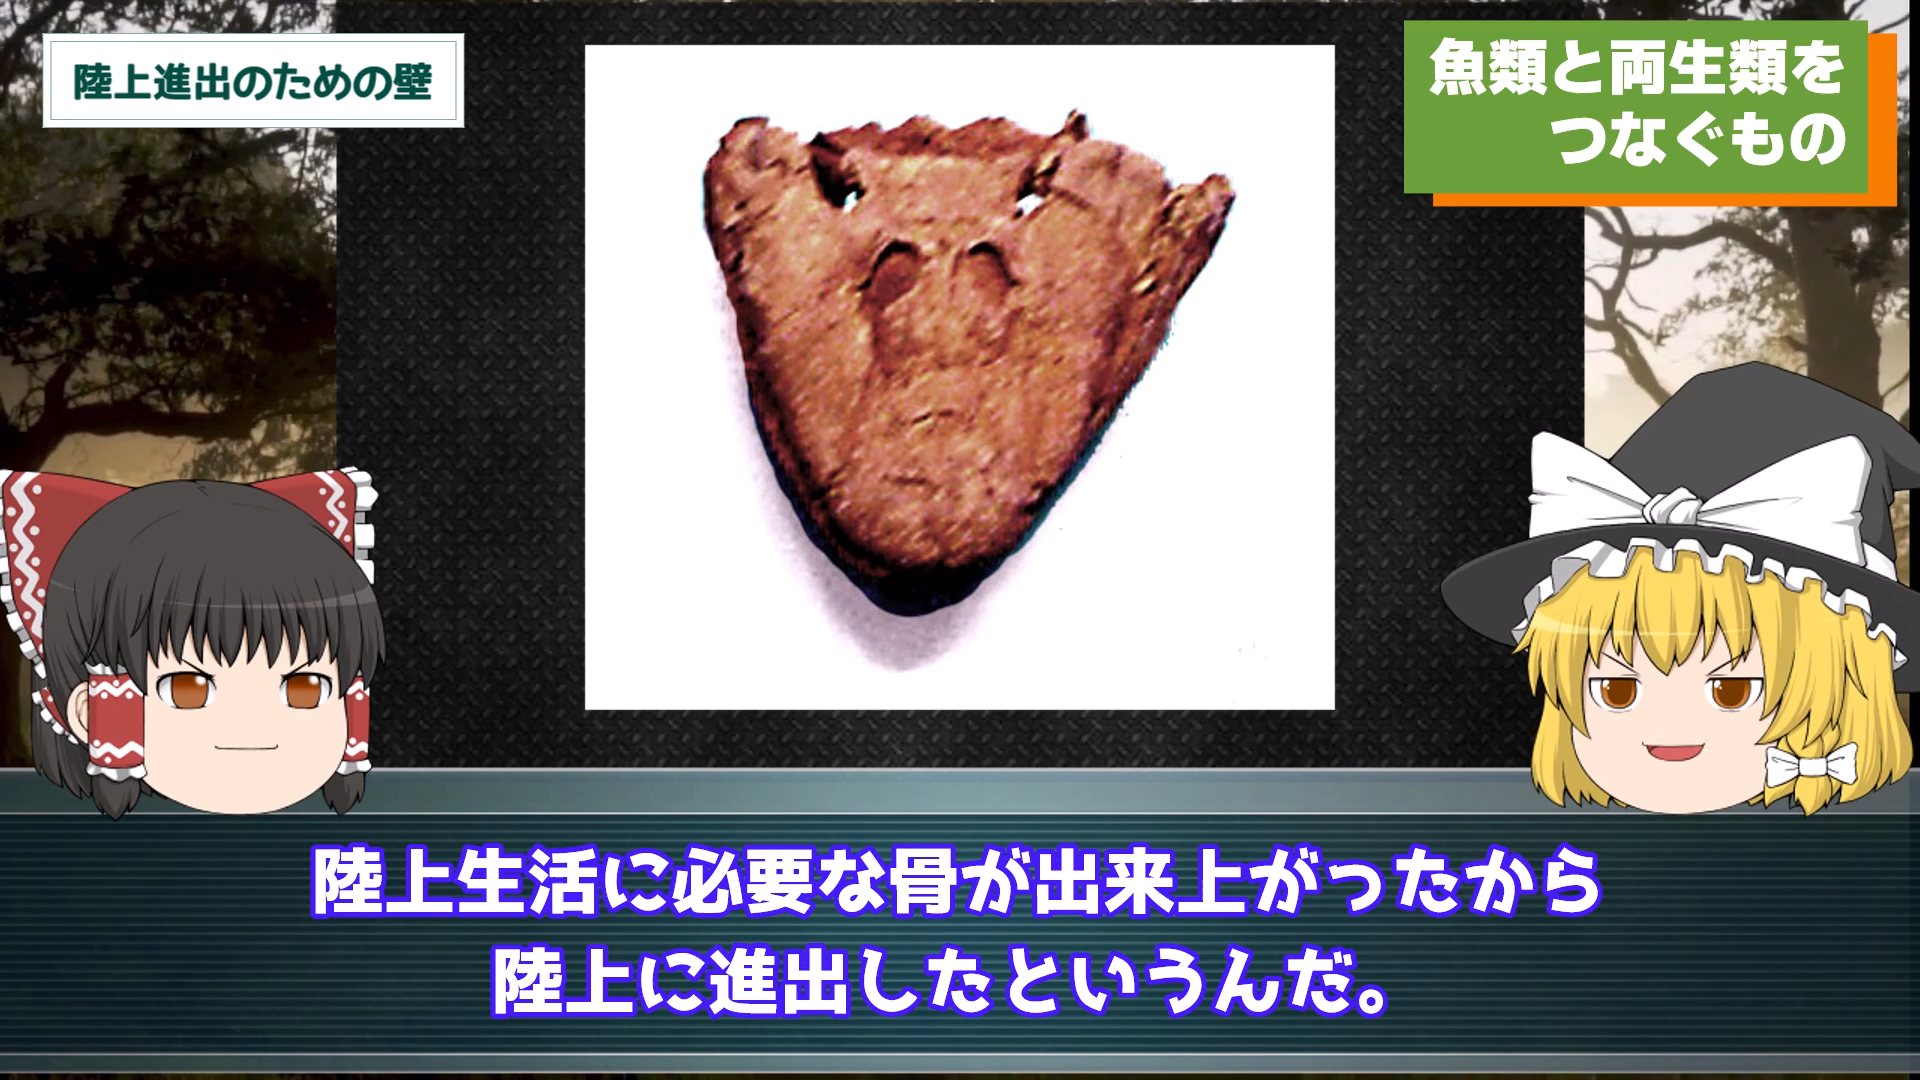 陸上進出のための壁
魚類と両生類を
つなぐもの
陸上生活に必要な骨が出来上がったから
陸上に進出したというんだ。